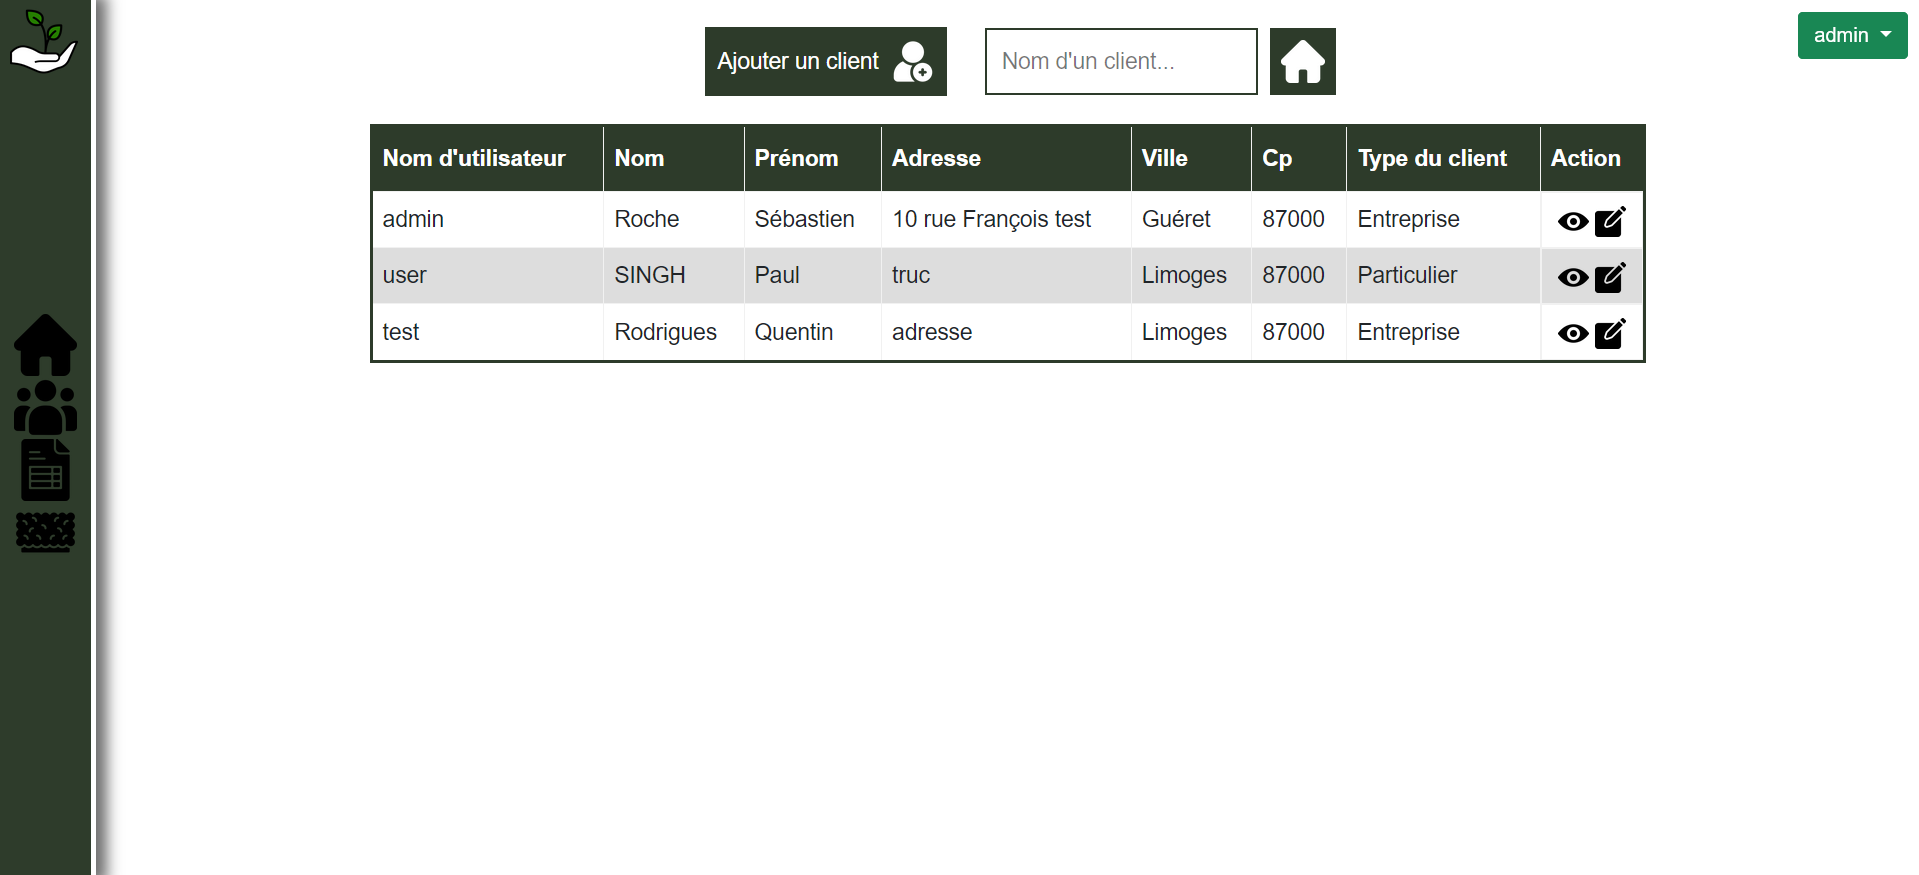 Ajouter un client
Nom d'un client...
admin
Nom d'utilisateur Nom Prénom Adresse Ville Cp Type du client Action
admin Roche Sébastien 10 rue François test Guéret 87000 Entreprise
user SINGH Paul truc Limoges 87000 Particulier
test Rodrigues Quentin adresse Limoges 87000 Entreprise